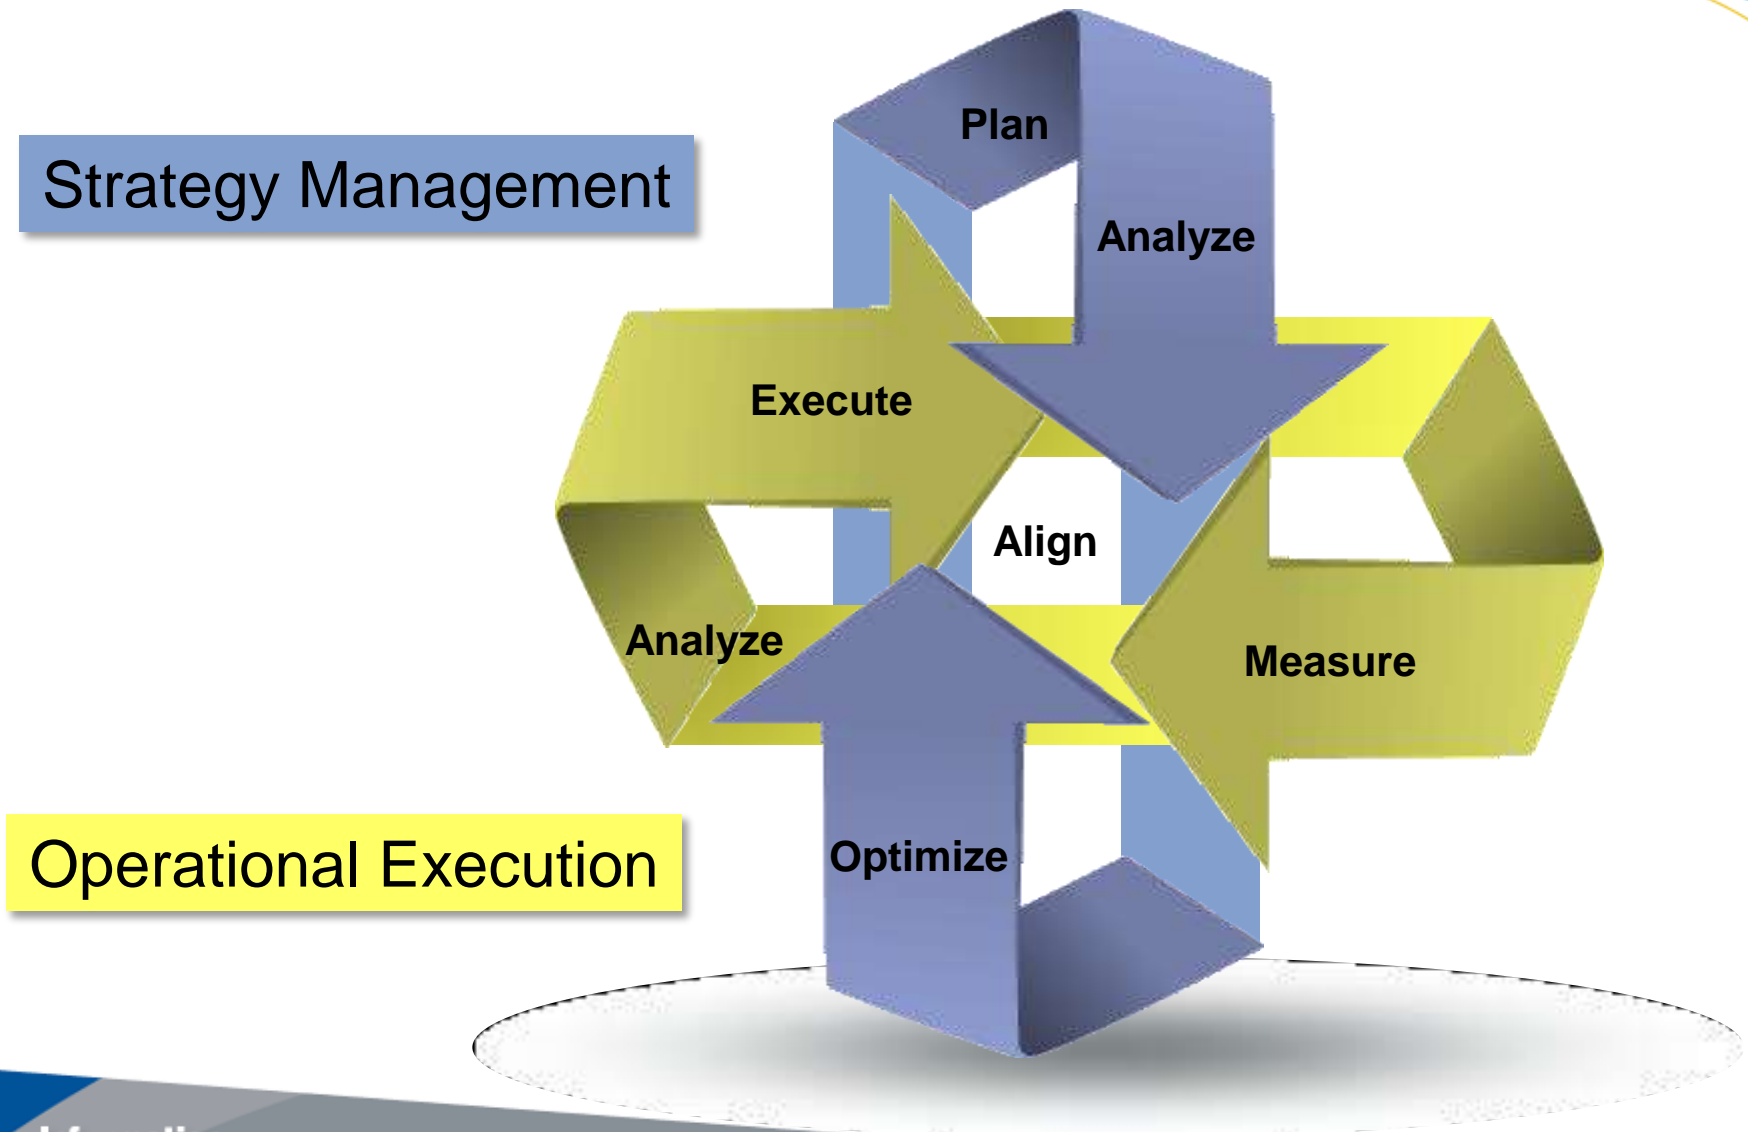 Plan
Strategy Management
Analyze
Execute
Align
Analyze
Measure
Optimize
Operational Execution